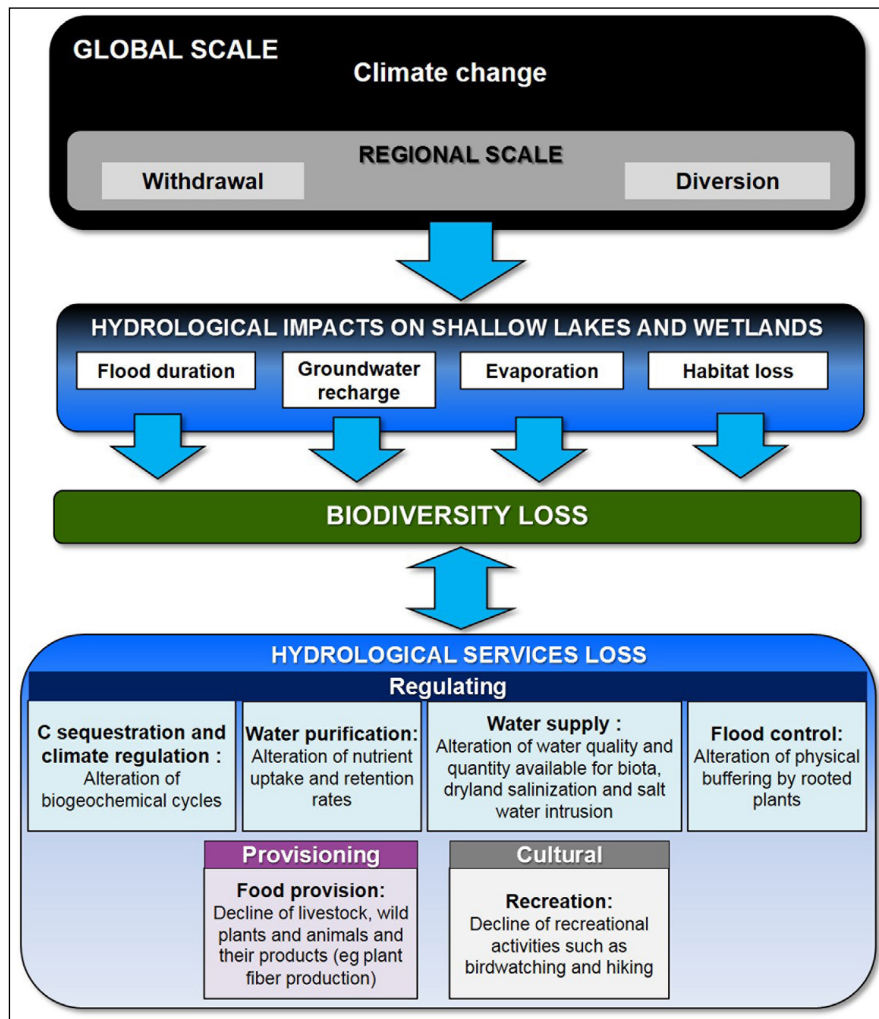 GLOBAL SCALE
Climate change
REGIONAL SCALE
Withdrawal
Diversion
HYDROLOGICAL IMPACTS ON SHALLOW LAKES AND WETLANDS
Flood duration
Groundwater
recharge
Evaporation
Habitat loss
BIODIVERSITY LOSS
HYDROLOGICAL SERVICES LOSS
Regulating
C sequestration and
climate regulation :
Alteration of
biogeochemical cycles
Water purification:
Alteration of nutrient
uptake and retention
rates
Water supply :
Alteration of water quality and
quantity available for biota,
dryland salinization and salt
water intrusion
Flood control:
Alteration of physical
buffering by rooted
plants
Provisioning
Food provision:
Decline of livestock, wild
plants and animals and
their products (eg plant
fiber production)
Cultural
Recreation:
Decline of recreational
activities such as
birdwatching and hiking